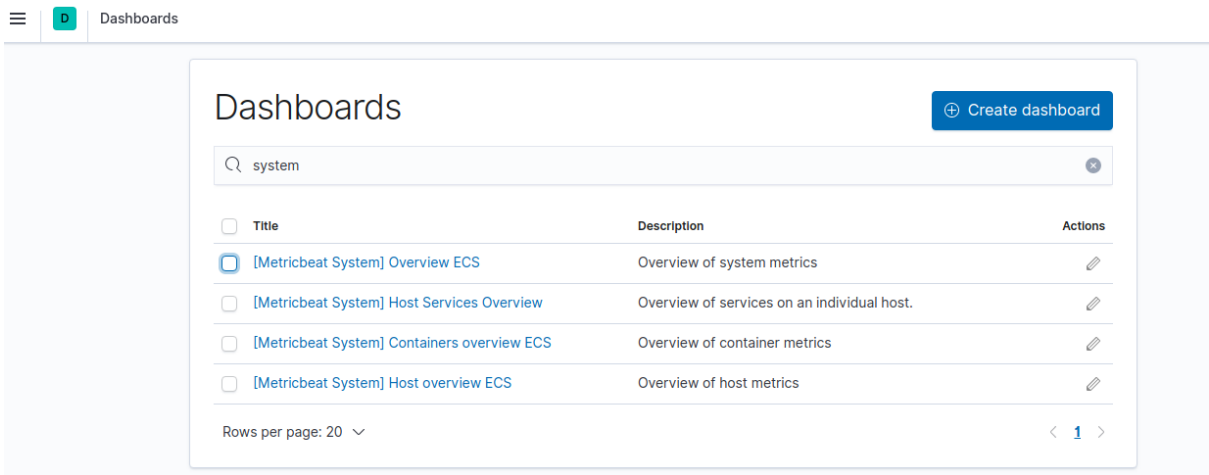 D Dashboards
Dashboards
Create dashboard
system
Title Description Actions
[Metricbeat System] Overview ECS Overview of system metrics
[Metricbeat System] Host Services Overview Overview of services on an individual host.
[Metricbeat System] Containers overview ECS Overview of container metrics
[Metricbeat System] Host overview ECS Overview of host metrics
Rows per page: 20 1